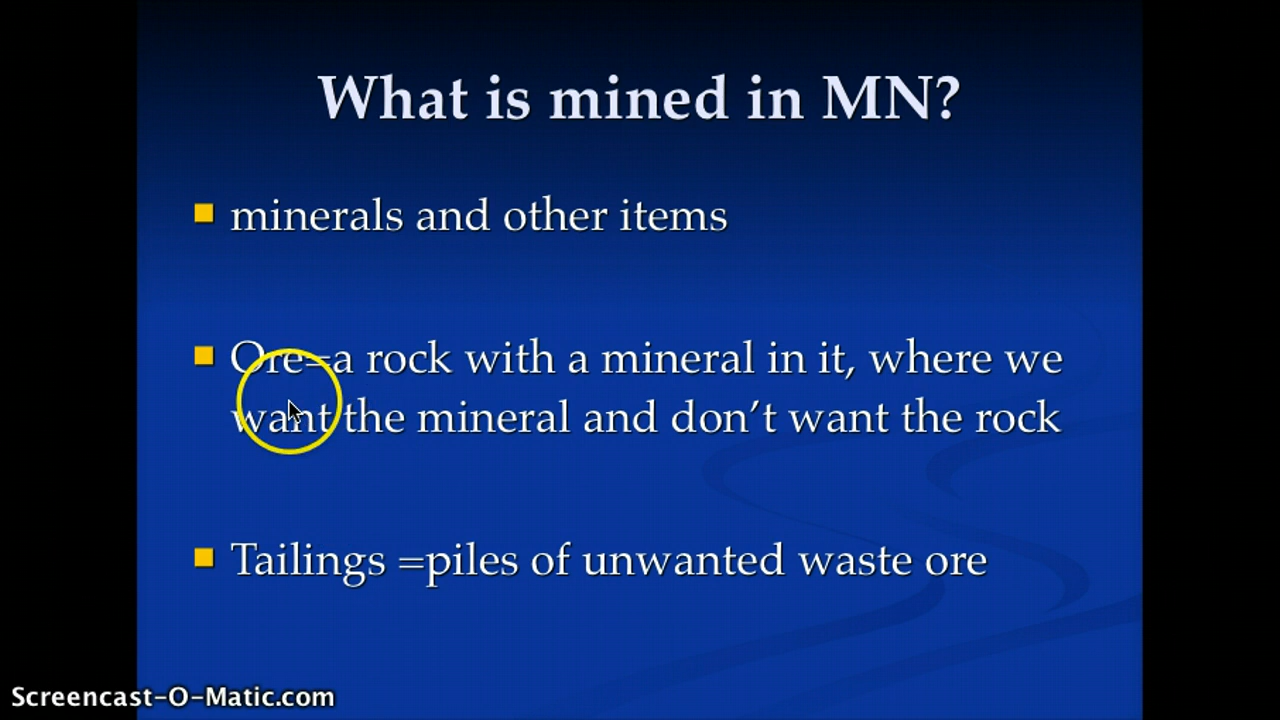 What is mined in MN?
minerals and other items
Ore=a rock with a mineral in it, where we
want the mineral and don’t want the rock
Tailings =piles of unwanted waste ore
Screencast-O-Matic.com